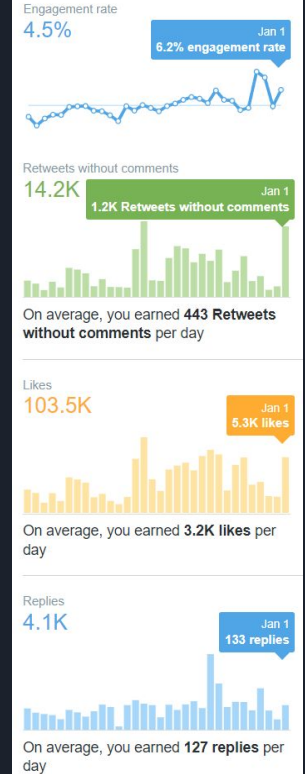 Engagement rate
4.5%
Jan 1
6.2% engagement rate
Retweets without comments
14.2K
Jan 1
1.2K Retweets without comments
On average, you earned 443 Retweets
without comments per day
Likes
103.5K
Jan 1
5.3K likes
On average, you earned 3.2K likes per
day
Replies
4.1K
Jan 1
133 replies
On average, you earned 127 replies per
day